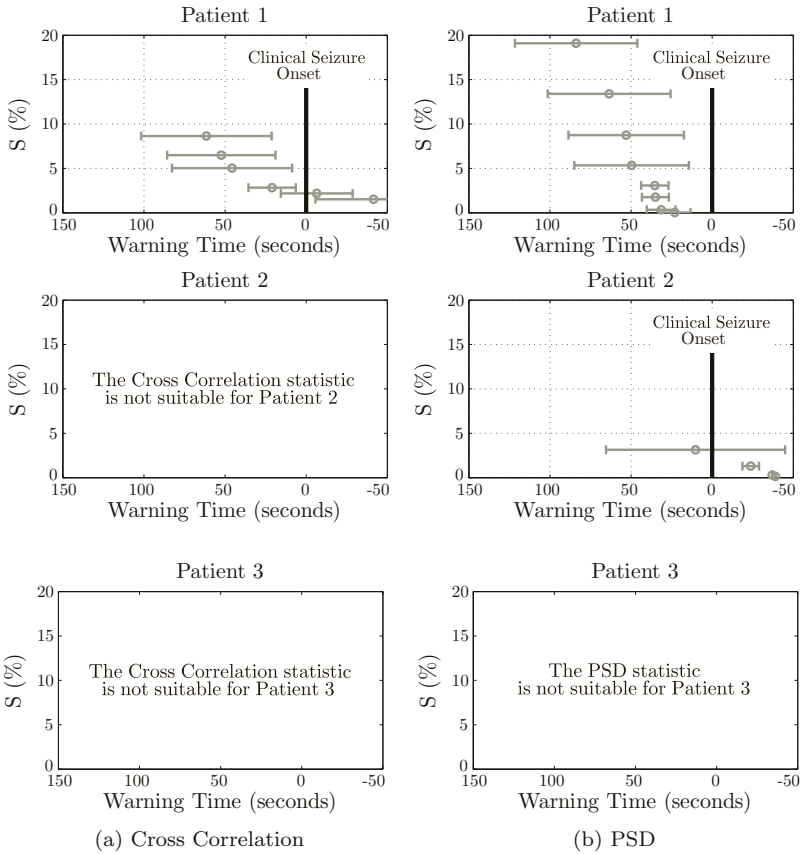 Patient 1
20
15
10
5
0
S (%)
Clinical Seizure
Onset
150 100 50 0 -50
Warning Time (seconds)
Patient 1
20
15
10
5
0
S (%)
Clinical Seizure
Onset
150 100 50 0 -50
Warning Time (seconds)
Patient 2
20
15
10
5
0
S (%)
The Cross Correlation statistic
is not suitable for Patient 2
150 100 50 0 -50
Warning Time (seconds)
Patient 2
20
15
10
5
0
S (%)
Clinical Seizure
Onset
150 100 50 0 -50
Warning Time (seconds)
Patient 3
20
15
10
5
0
S (%)
The Cross Correlation statistic
is not suitable for Patient 3
150 100 50 0 -50
Warning Time (seconds)
(a) Cross Correlation
Patient 3
20
15
10
5
0
S (%)
The PSD statistic
is not suitable for Patient 3
150 100 50 0 -50
Warning Time (seconds)
(b) PSD